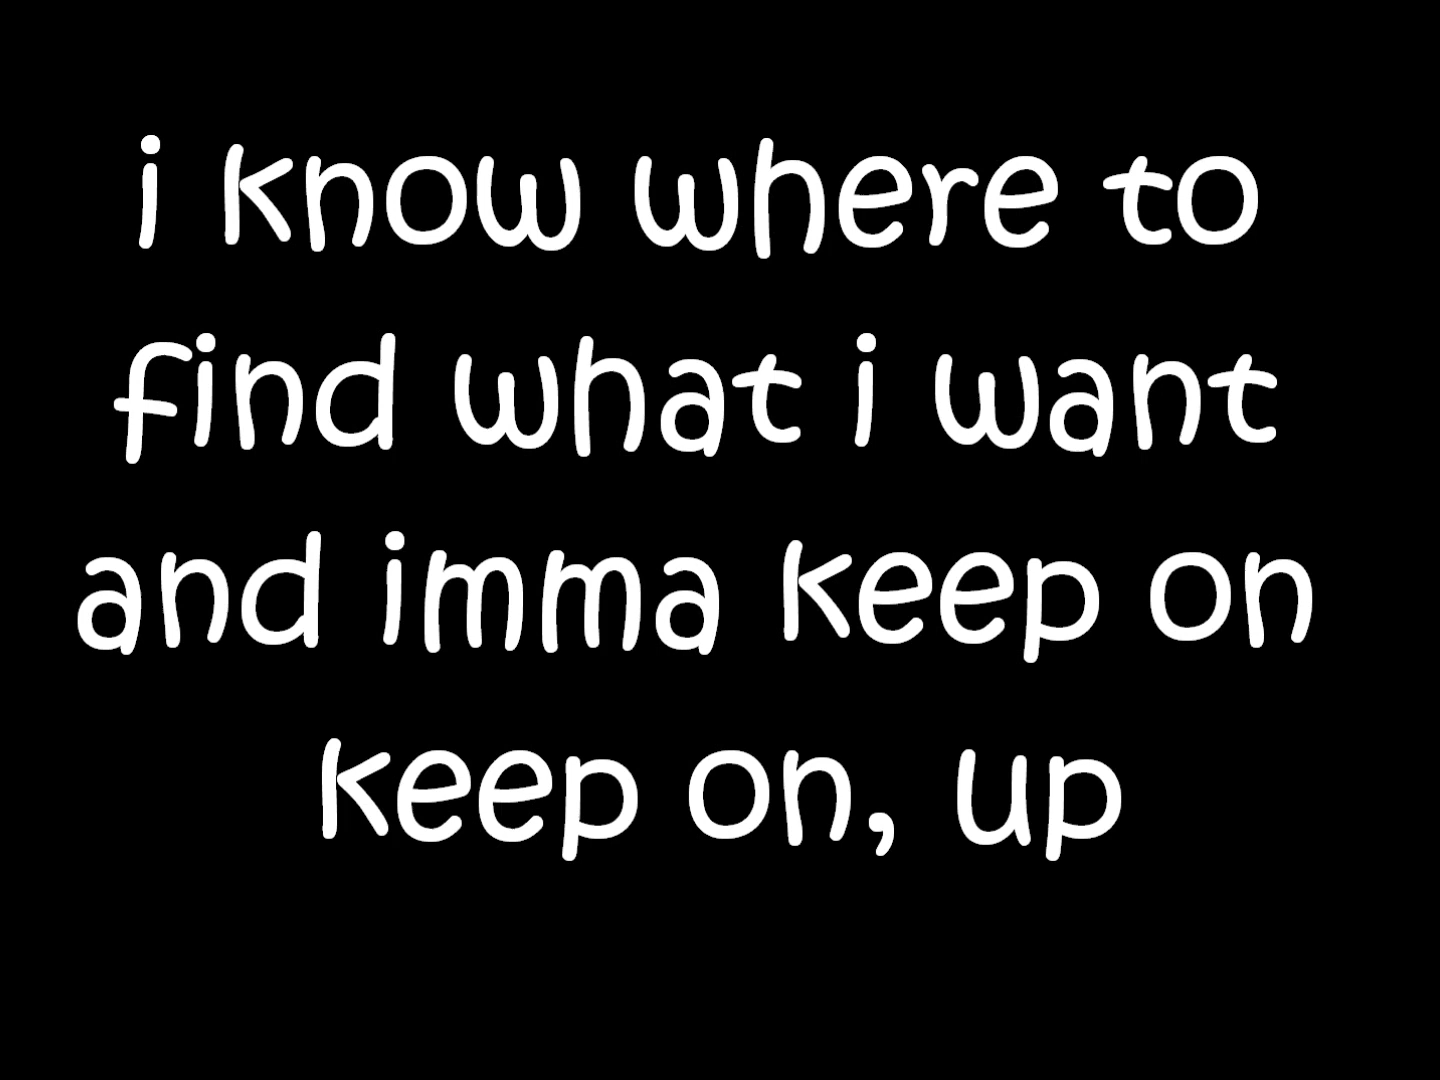 i know where to
find what i want
and imma keep on
keep on, up